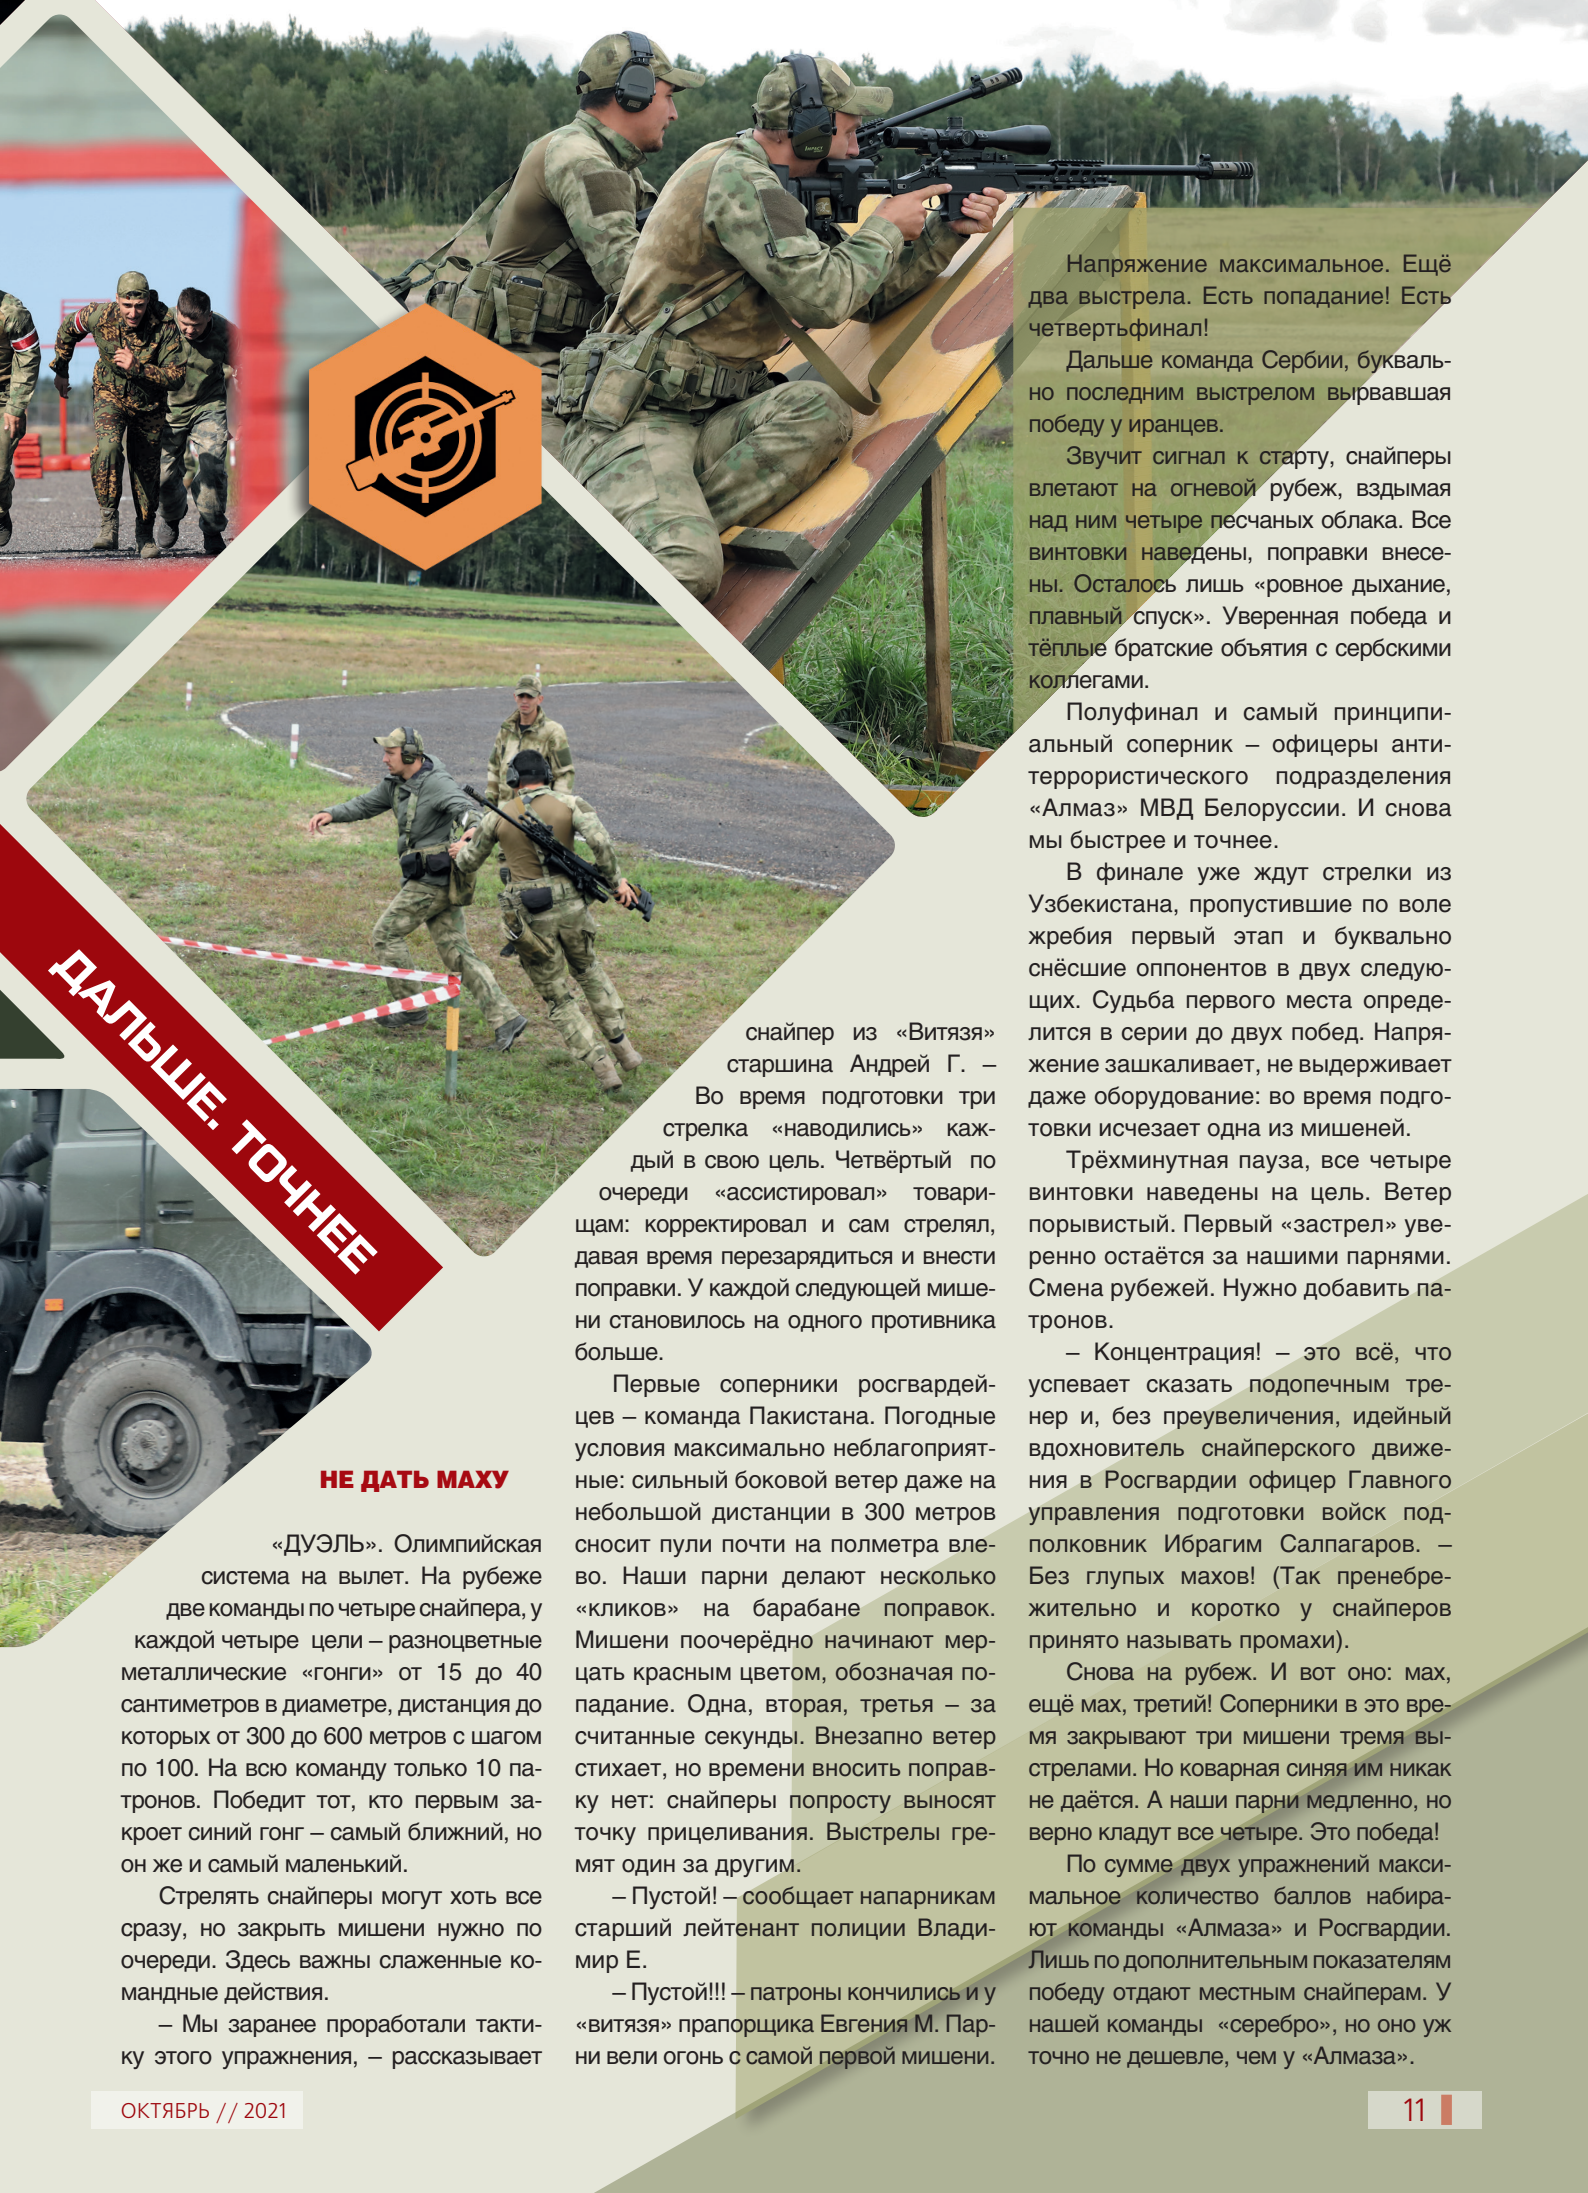 ДАЛЬШЕ. ТОЧНЕЕ
НЕ ДАТЬ МАХУ
«ДУЭЛЬ». Олимпийская
система на вылет. На рубеже
две команды по четыре снайпера, у
каждой четыре цели – разноцветные
металлические «гонги» от 15 до 40
сантиметров в диаметре, дистанция до
которых от 300 до 600 метров с шагом
по 100. На всю команду только 10 па-
тронов. Победит тот, кто первым за-
кроет синий гонг – самый ближний, но
он же и самый маленький.
Стрелять снайперы могут хоть все
сразу, но закрыть мишени нужно по
очереди. Здесь важны слаженные ко-
мандные действия.
– Мы заранее проработали такти-
ку этого упражнения, – рассказывает
снайпер из «Витязя»
старшина Андрей Г. –
Во время подготовки три
стрелка «наводились» каж-
дый в свою цель. Четвёртый по
очереди «ассистировал» товари-
щам: корректировал и сам стрелял,
давая время перезарядиться и внести
поправки. У каждой следующей мише-
ни становилось на одного противника
больше.
Первые соперники росгвардей-
цев – команда Пакистана. Погодные
условия максимально неблагоприят-
ные: сильный боковой ветер даже на
небольшой дистанции в 300 метров
сносит пули почти на полметра вле-
во. Наши парни делают несколько
«кликов» на барабане поправок.
Мишени поочерёдно начинают мер-
цать красным цветом, обозначая по-
падание. Одна, вторая, третья – за
считанные секунды. Внезапно ветер
стихает, но времени вносить поправ-
ку нет: снайперы попросту выносят
точку прицеливания. Выстрелы гре-
мят один за другим.
– Пустой! – сообщает напарникам
старший лейтенант полиции Влади-
мир Е.
– Пустой!!! – патроны кончились и у
«витязя» прапорщика Евгения М. Пар-
ни вели огонь с самой первой мишени.
Напряжение максимальное. Ещё
два выстрела. Есть попадание! Есть
четвертьфинал!
Дальше команда Сербии, букваль-
но последним выстрелом вырвавшая
победу у иранцев.
Звучит сигнал к старту, снайперы
влетают на огневой рубеж, вздымая
над ним четыре песчаных облака. Все
винтовки наведены, поправки внесе-
ны. Осталось лишь «ровное дыхание,
плавный спуск». Уверенная победа и
тёплые братские объятия с сербскими
коллегами.
Полуфинал и самый принципи-
альный соперник – офицеры анти-
террористического подразделения
«Алмаз» МВД Белоруссии. И снова
мы быстрее и точнее.
В финале уже ждут стрелки из
Узбекистана, пропустившие по воле
жребия первый этап и буквально
снёсшие оппонентов в двух следую-
щих. Судьба первого места опреде-
лится в серии до двух побед. Напря-
жение зашкаливает, не выдерживает
даже оборудование: во время подго-
товки исчезает одна из мишеней.
Трёхминутная пауза, все четыре
винтовки наведены на цель. Ветер
порывистый. Первый «застрел» уве-
ренно остаётся за нашими парнями.
Смена рубежей. Нужно добавить па-
тронов.
– Концентрация! – это всё, что
успевает сказать подопечным тре-
нер и, без преувеличения, идейный
вдохновитель снайперского движе-
ния в Росгвардии офицер Главного
управления подготовки войск под-
полковник Ибрагим Салпагаров. –
Без глупых махов! (Так пренебре-
жительно и коротко у снайперов
принято называть промахи).
Снова на рубеж. И вот оно: мах,
ещё мах, третий! Соперники в это вре-
мя закрывают три мишени тремя вы-
стрелами. Но коварная синяя им никак
не даётся. А наши парни медленно, но
верно кладут все четыре. Это победа!
По сумме двух упражнений макси-
мальное количество баллов набира-
ют команды «Алмаза» и Росгвардии.
Лишь по дополнительным показателям
победу отдают местным снайперам. У
нашей команды «серебро», но оно уж
точно не дешевле, чем у «Алмаза».
ОКТЯБРЬ // 2021
11